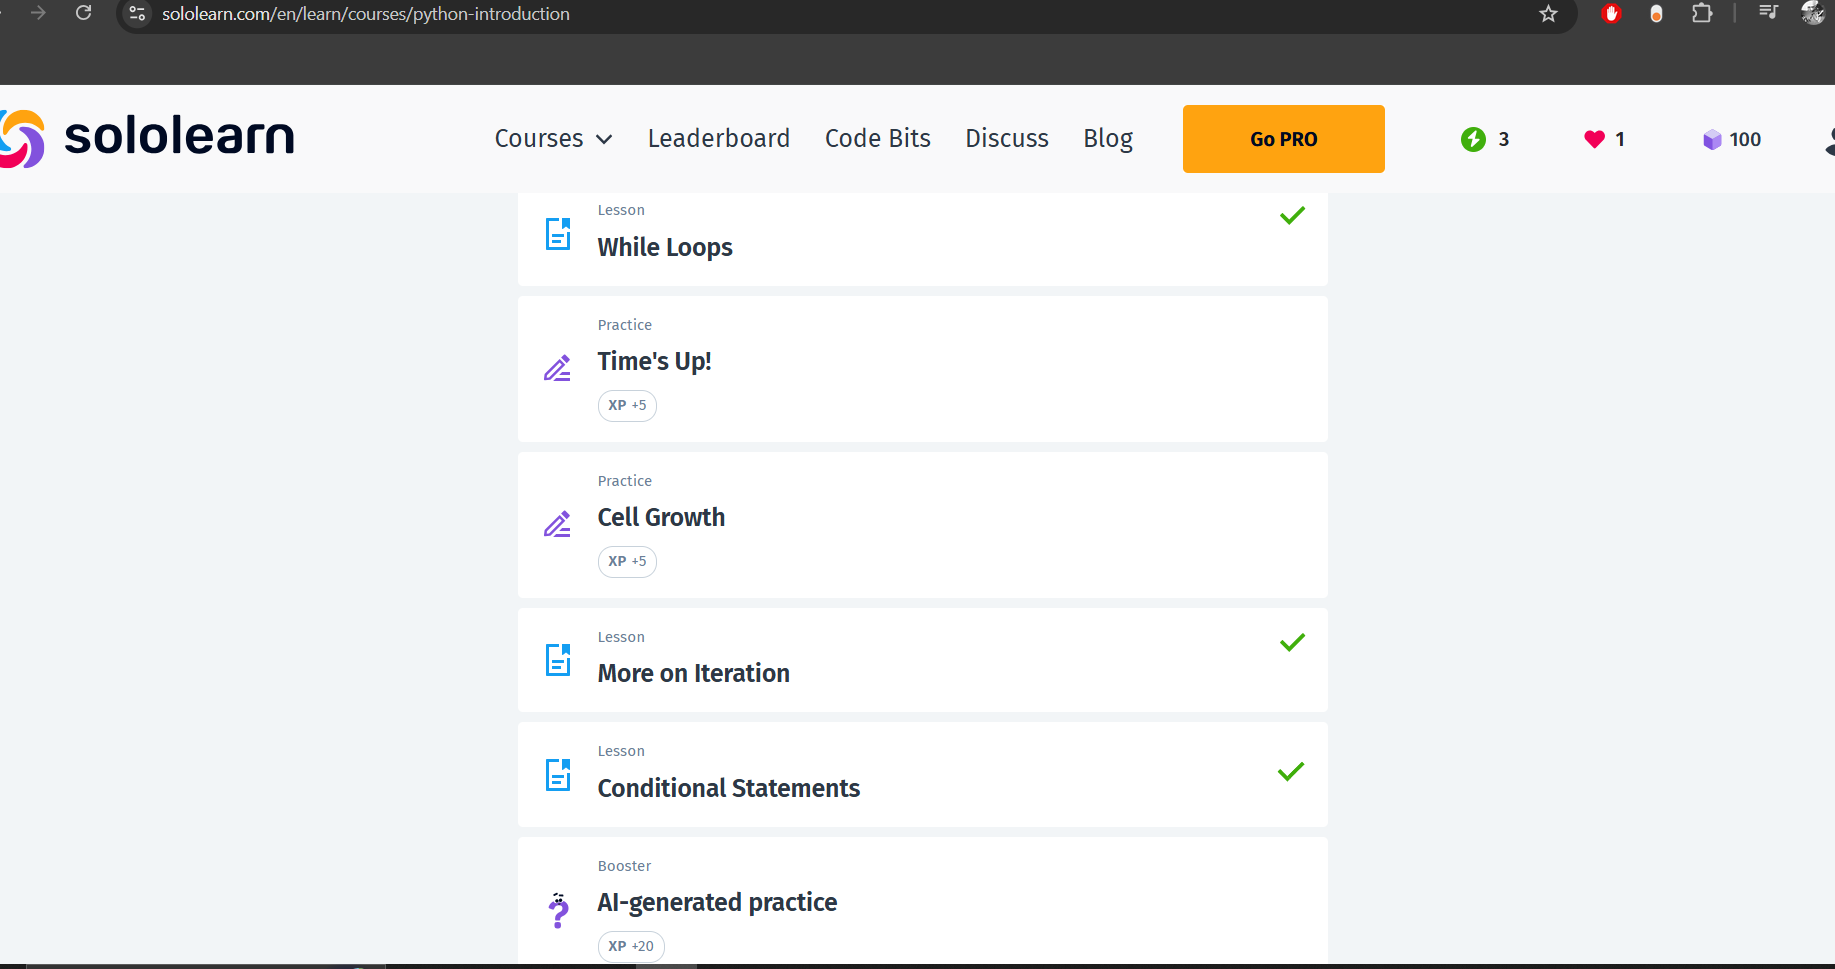 sololearn.com/en/learn/courses/python-introduction
sololearn
Courses Leaderboard Code Bits Discuss Blog Go PRO 3 1 100
Lesson
While Loops
Practice
Time's Up!
XP +5
Practice
Cell Growth
XP +5
Lesson
More on Iteration
Lesson
Conditional Statements
Booster
AI-generated practice
XP +20